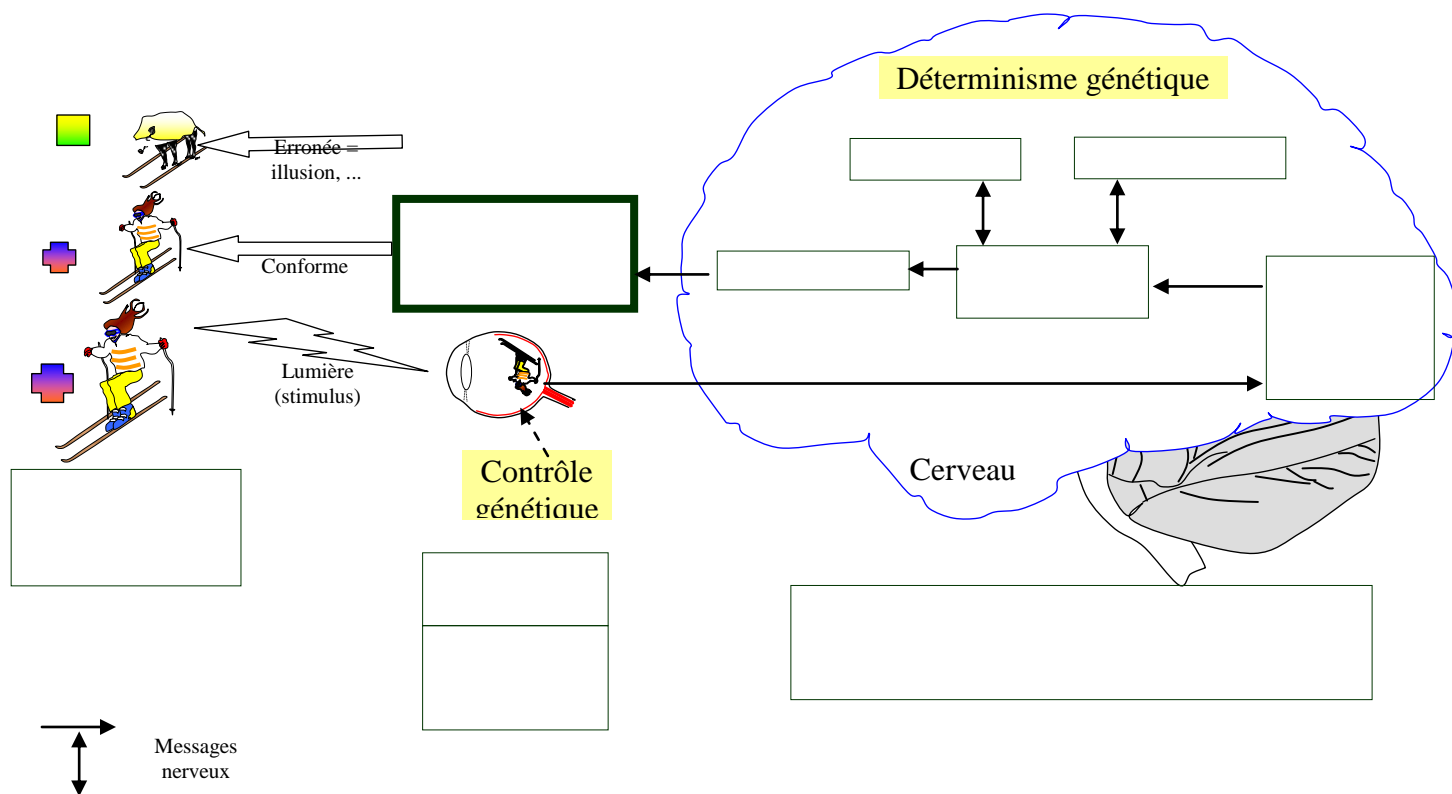 Déterminisme génétique
Erronée =
illusion, ...
Conforme
Lumière
(stimulus)
Contrôle
génétique
Cerveau
Messages
nerveux